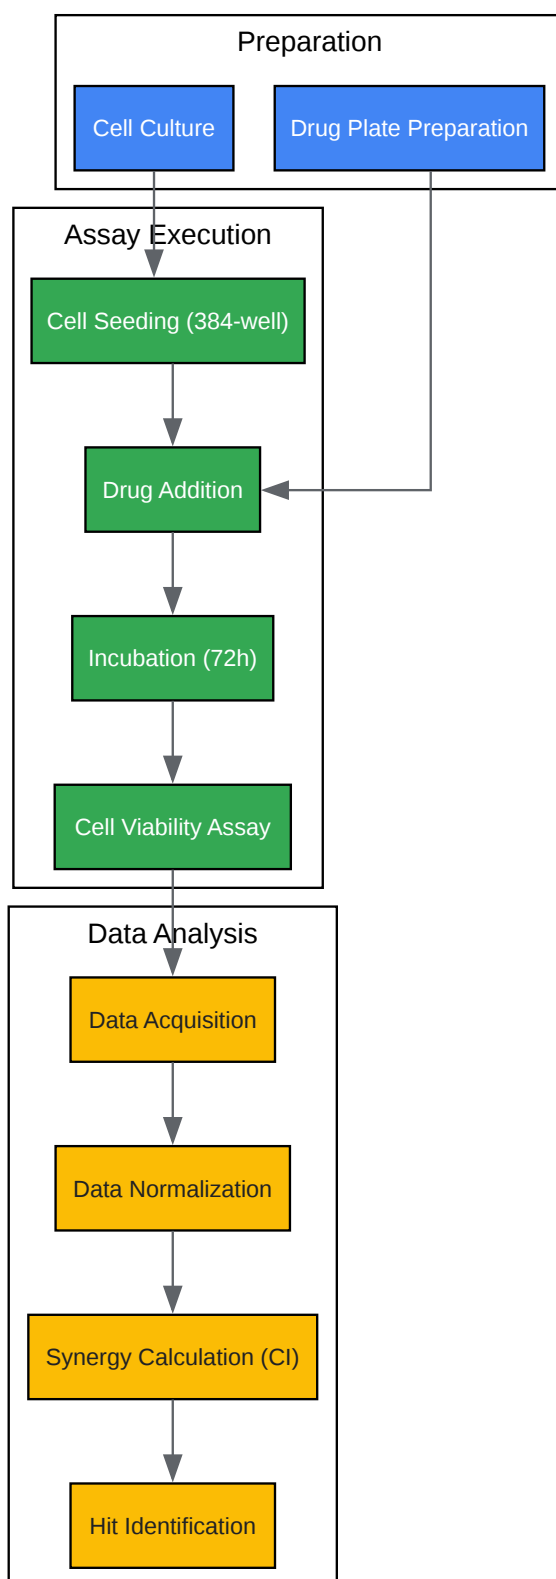 Preparation
Cell Culture
Drug Plate Preparation
Assay Execution
Cell Seeding (384-well)
Drug Addition
Incubation (72h)
Cell Viability Assay
Data Analysis
Data Acquisition
Data Normalization
Synergy Calculation (CI)
Hit Identification